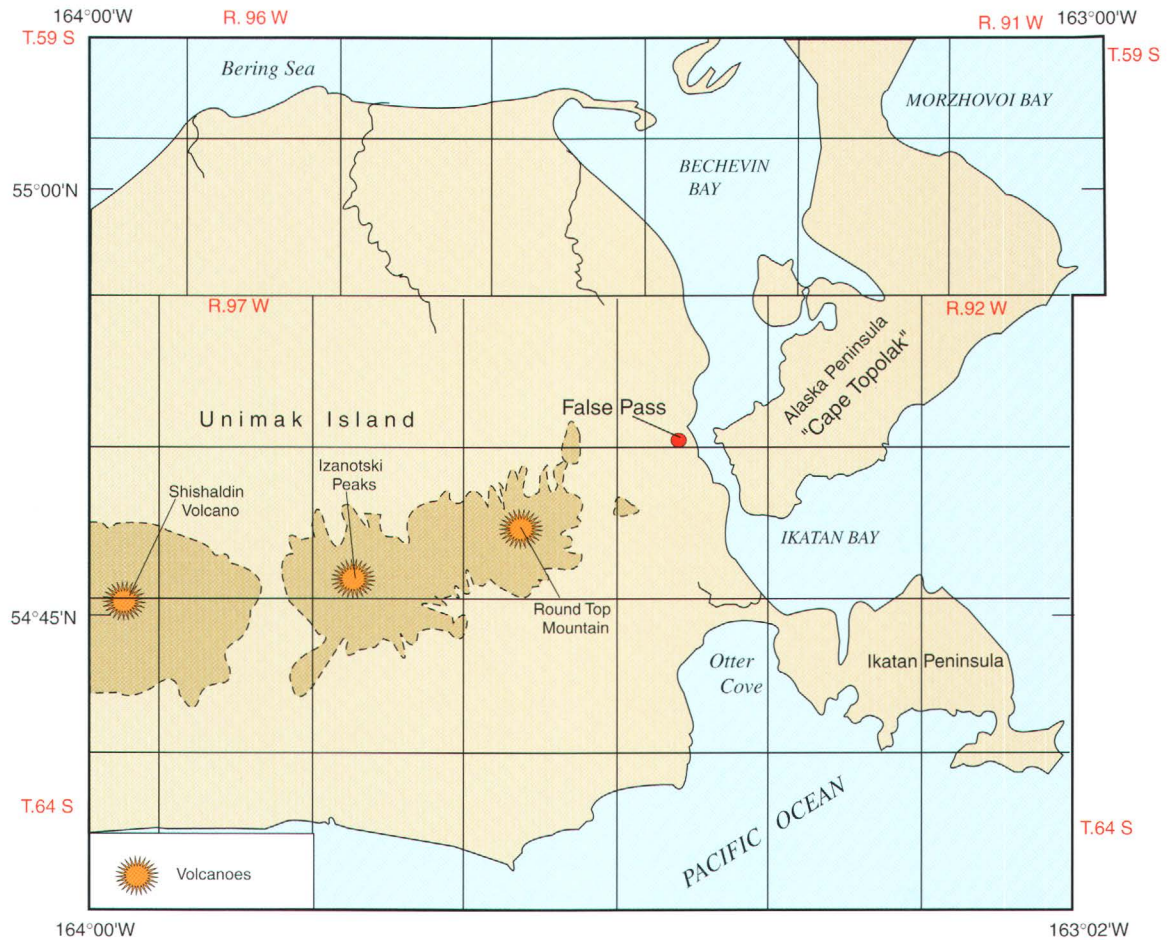 164°00'W
R. 96 W
R. 91 W
163°00'W
T.59 S
T.59 S
Bering Sea
MORZHOVOI BAY
BECHEVIN
BAY
55°00'N
R.97 W
R.92 W
Alaska Peninsula
"Cape Topolak"
Unimak Island
False Pass
Izanotski
Peaks
Shishaldin
Volcano
IKATAN BAY
54°45'N
Round Top
Mountain
Otter
Cove
Ikatan Peninsula
T.64 S
PACIFIC OCEAN
T.64 S
Volcanoes
164°00'W
163°02'W